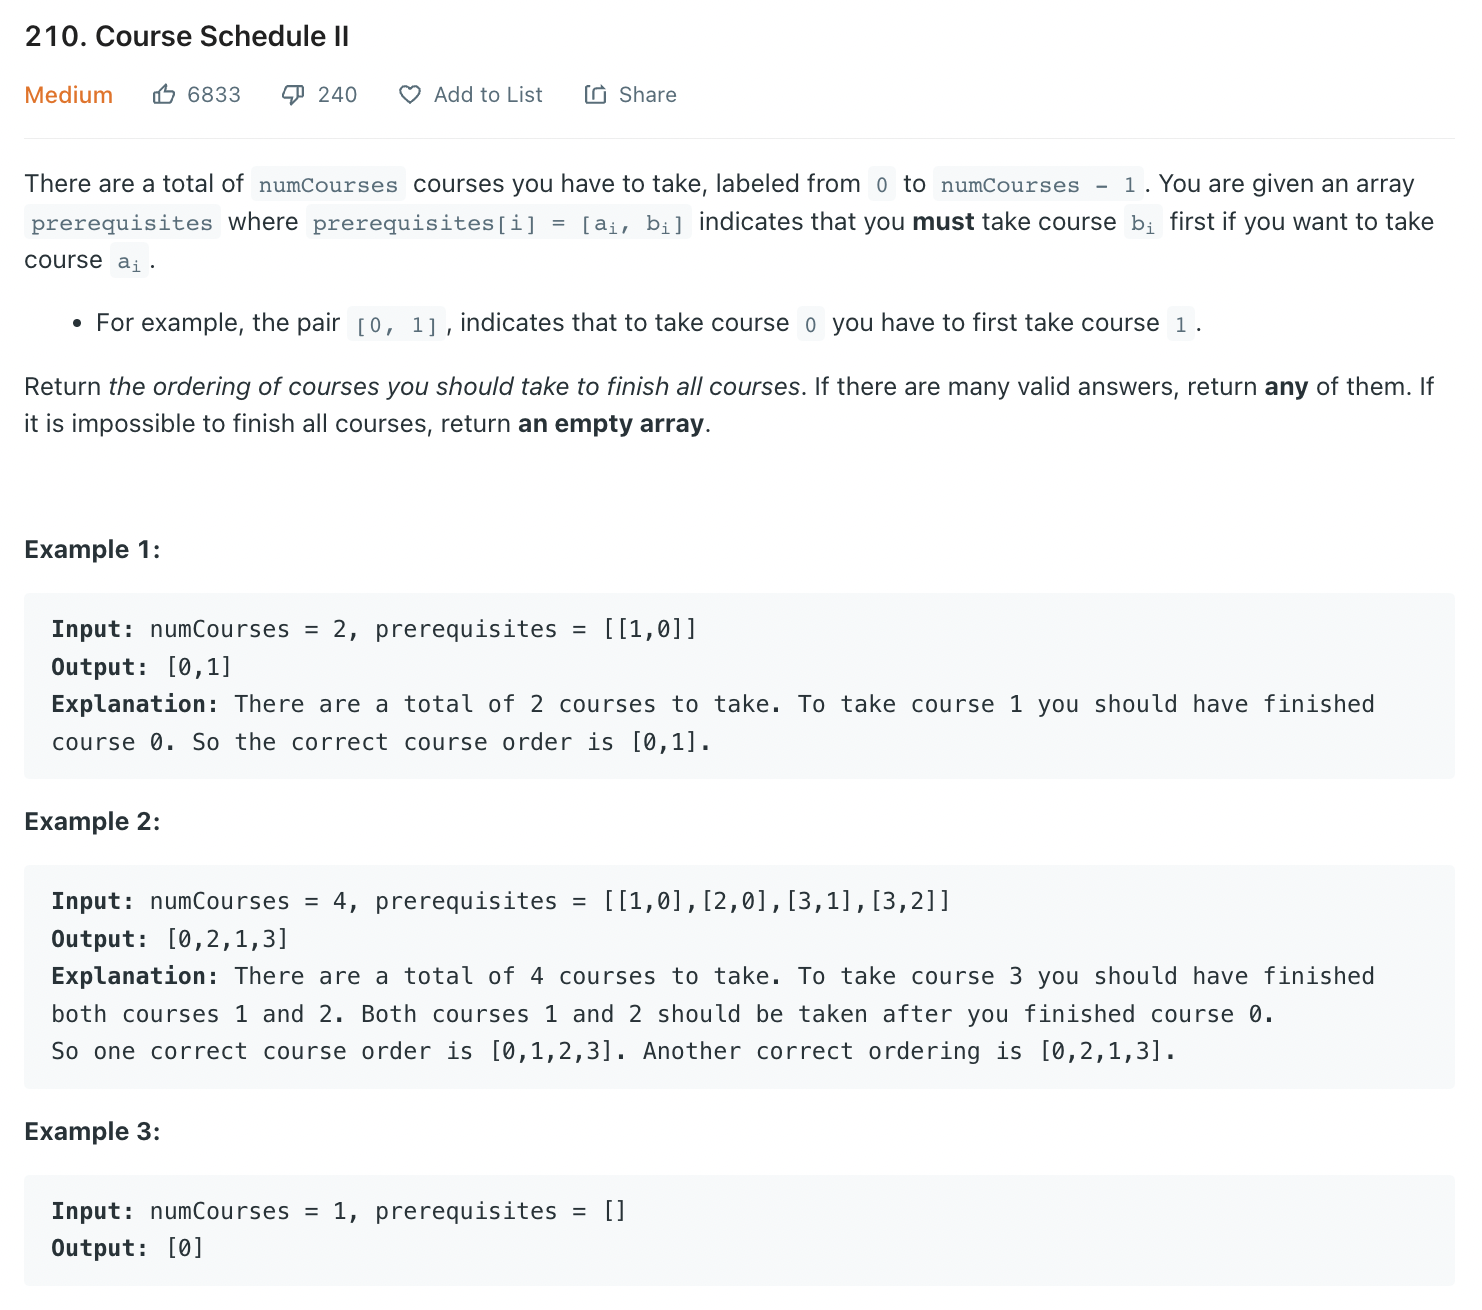 210. Course Schedule II
Medium 6833 240 Add to List Share
There are a total of numCourses courses you have to take, labeled from 0 to numCourses - 1. You are given an array
prerequisites where prerequisites[i] = [aᵢ, bᵢ] indicates that you must take course bᵢ first if you want to take
course aᵢ.
• For example, the pair [0, 1], indicates that to take course 0 you have to first take course 1.
Return the ordering of courses you should take to finish all courses. If there are many valid answers, return any of them. If
it is impossible to finish all courses, return an empty array.
Example 1:
Input: numCourses = 2, prerequisites = [[1,0]]
Output: [0,1]
Explanation: There are a total of 2 courses to take. To take course 1 you should have finished
course 0. So the correct course order is [0,1].
Example 2:
Input: numCourses = 4, prerequisites = [[1,0],[2,0],[3,1],[3,2]]
Output: [0,2,1,3]
Explanation: There are a total of 4 courses to take. To take course 3 you should have finished
both courses 1 and 2. Both courses 1 and 2 should be taken after you finished course 0.
So one correct course order is [0,1,2,3]. Another correct ordering is [0,2,1,3].
Example 3:
Input: numCourses = 1, prerequisites = []
Output: [0]